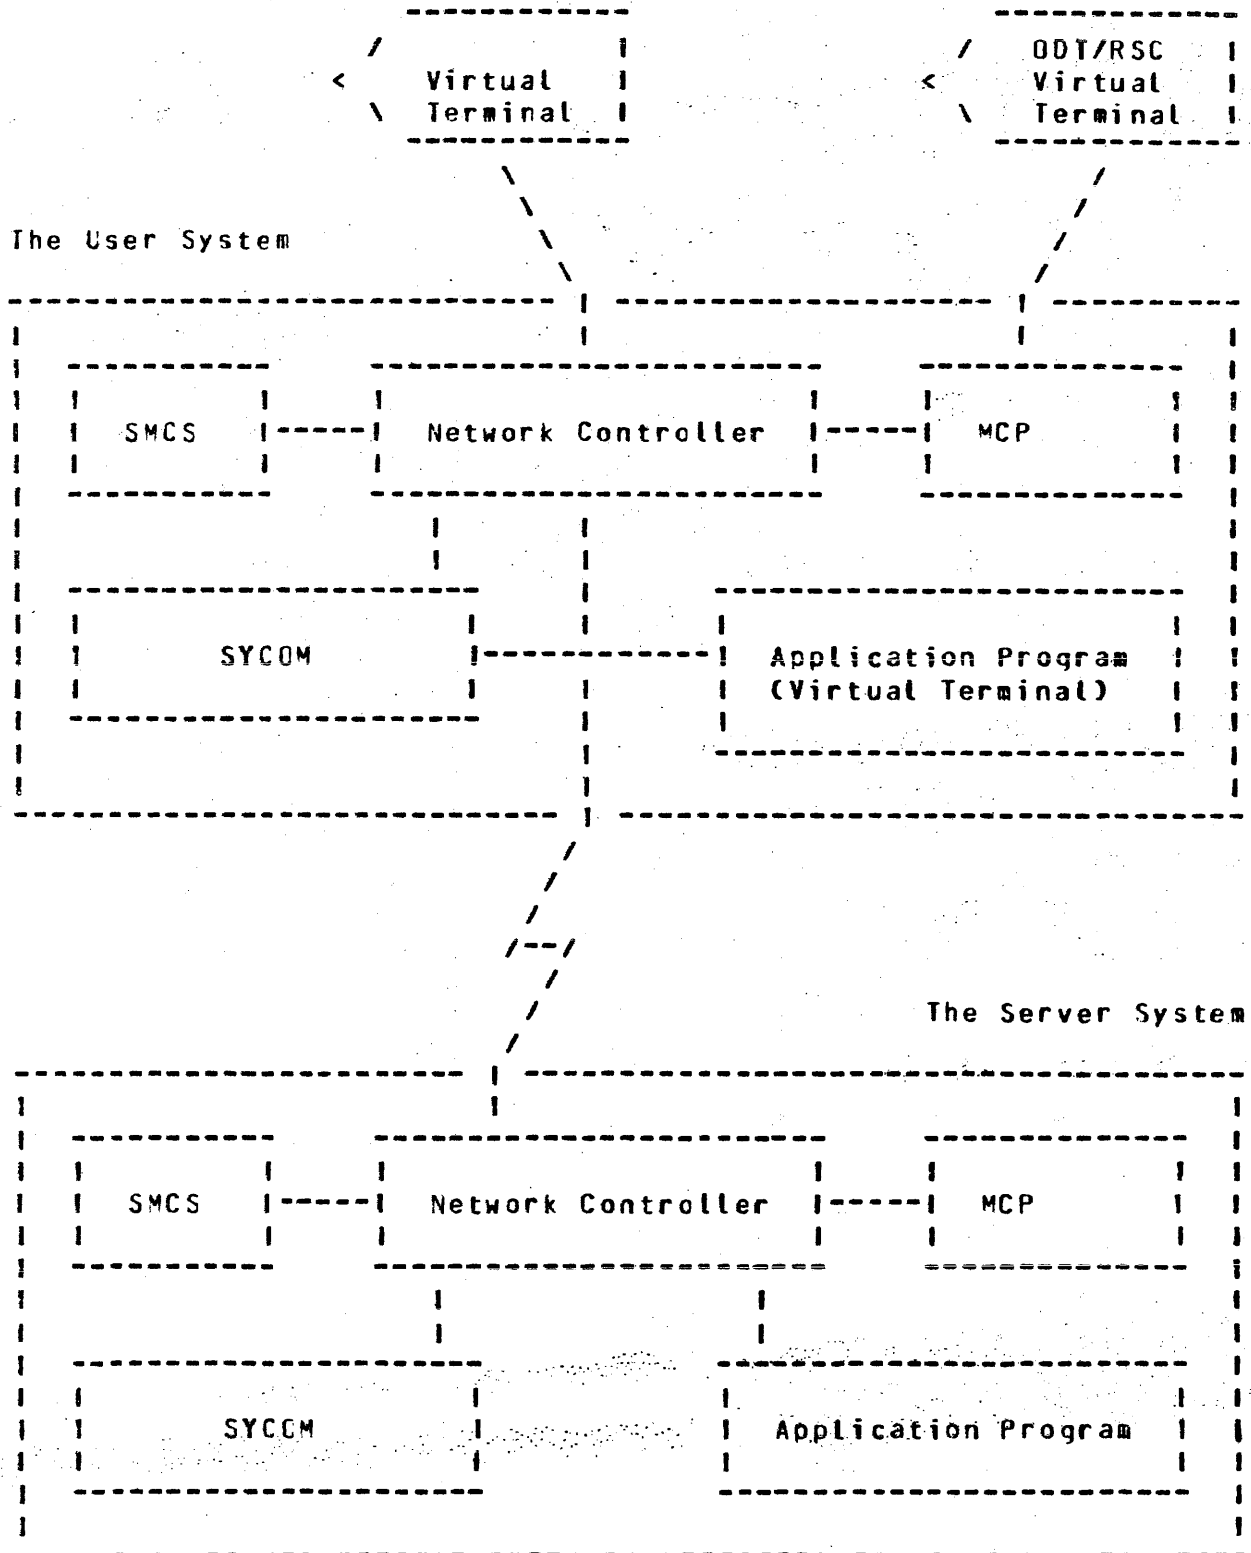 Virtual
Terminal
ODT/RSC
Virtual
Terminal
The User System
SMCS
Network Controller
MCP
SYCOM
Application Program
(Virtual Terminal)
The Server System
SMCS
Network Controller
MCP
SYCOM
Application Program